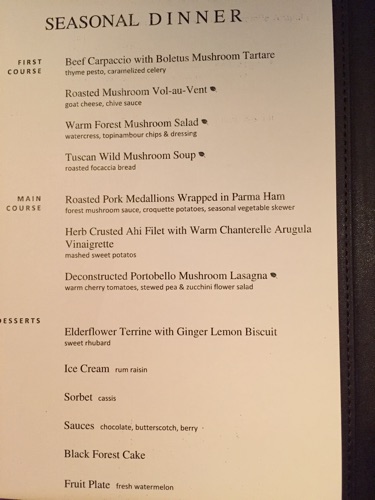 SEASONAL DINNER
FIRST
COURSE
Beef Carpaccio with Boletus Mushroom Tartare
thyme pesto, caramelized celery
Roasted Mushroom Vol-au-Vent
goat cheese, chive sauce
Warm Forest Mushroom Salad
watercress, topinambour chips & dressing
Tuscan Wild Mushroom Soup
roasted focaccia bread
MAIN
COURSE
Roasted Pork Medallions Wrapped in Parma Ham
forest mushroom sauce, croquette potatoes, seasonal vegetable skewer
Herb Crusted Ahi Filet with Warm Chanterelle Arugula
Vinaigrette
mashed sweet potatos
Deconstructed Portobello Mushroom Lasagna
warm cherry tomatoes, stewed pea & zucchini flower salad
DESSERTS
Elderflower Terrine with Ginger Lemon Biscuit
sweet rhubarb
Ice Cream rum raisin
Sorbet cassis
Sauces chocolate, butterscotch, berry
Black Forest Cake
Fruit Plate fresh watermelon